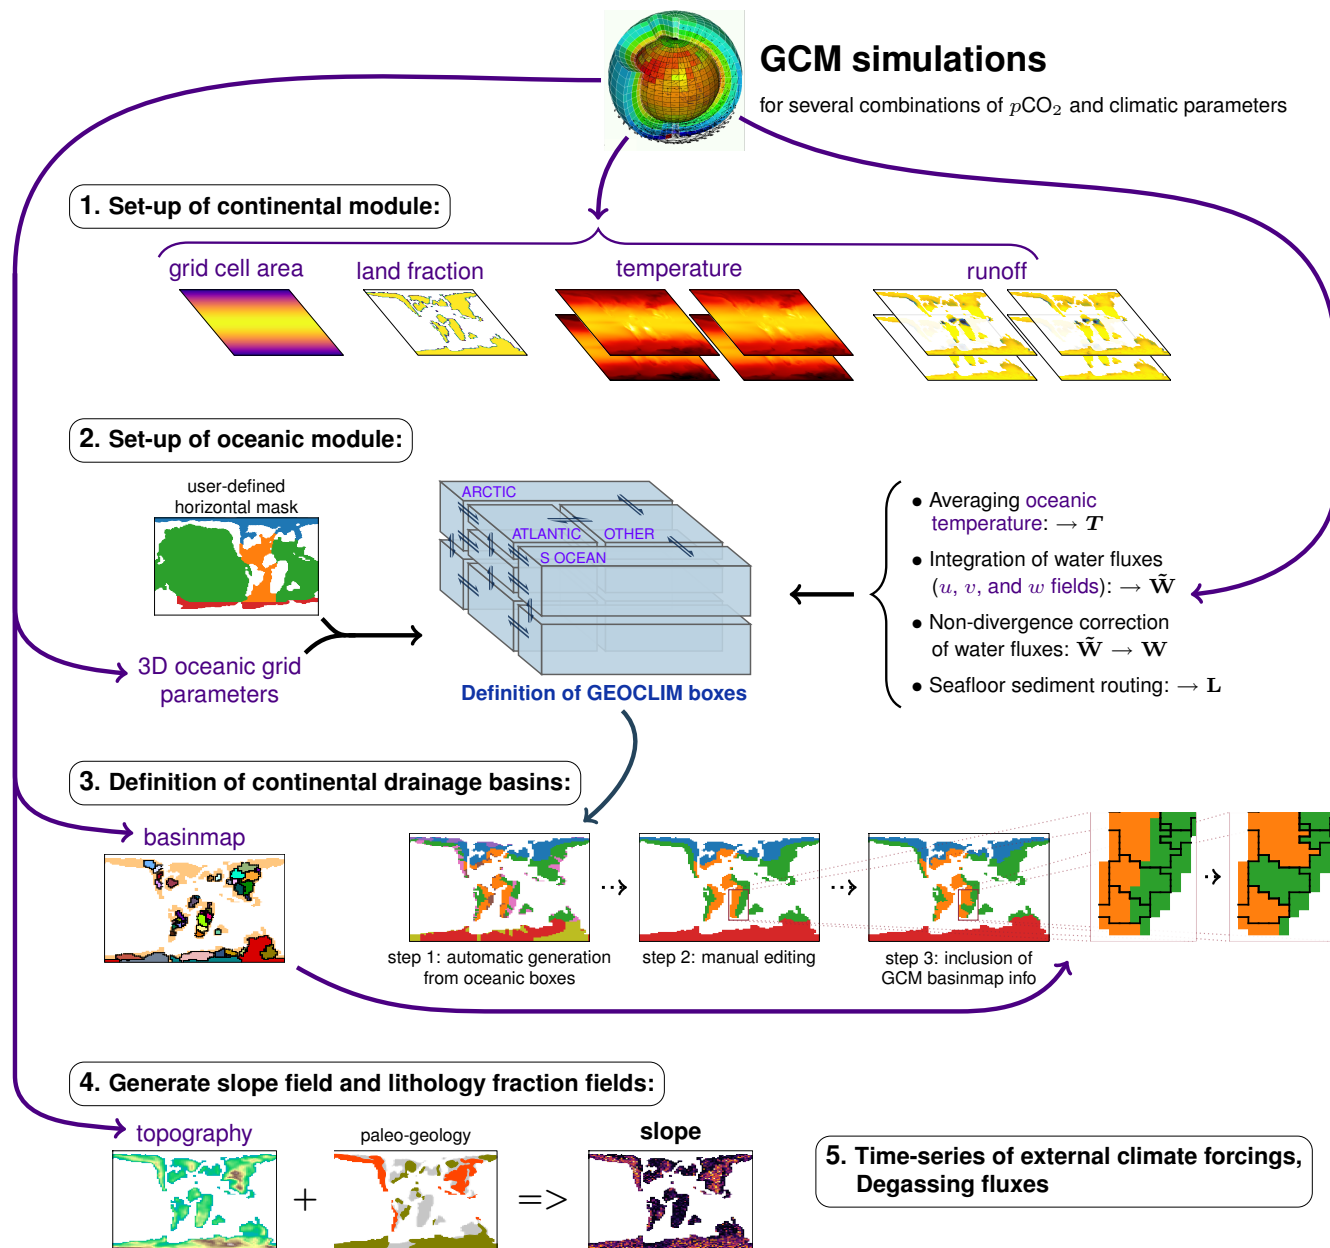 GCM simulations
for several combinations of pCO₂ and climatic parameters
1. Set-up of continental module:
grid cell area
land fraction
temperature
runoff
2. Set-up of oceanic module:
user-defined
horizontal mask
3D oceanic grid
parameters
ARCTIC
ATLANTIC
OTHER
S OCEAN
Definition of GEOCLIM boxes
• Averaging oceanic
temperature: → T
• Integration of water fluxes
(u, v, and w fields): → W̃
• Non-divergence correction
of water fluxes: W̃ → W
• Seafloor sediment routing: → L
3. Definition of continental drainage basins:
basinmap
step 1: automatic generation
from oceanic boxes
step 2: manual editing
step 3: inclusion of
GCM basinmap info
4. Generate slope field and lithology fraction fields:
topography
+
paleo-geology
=>
slope
5. Time-series of external climate forcings,
Degassing fluxes